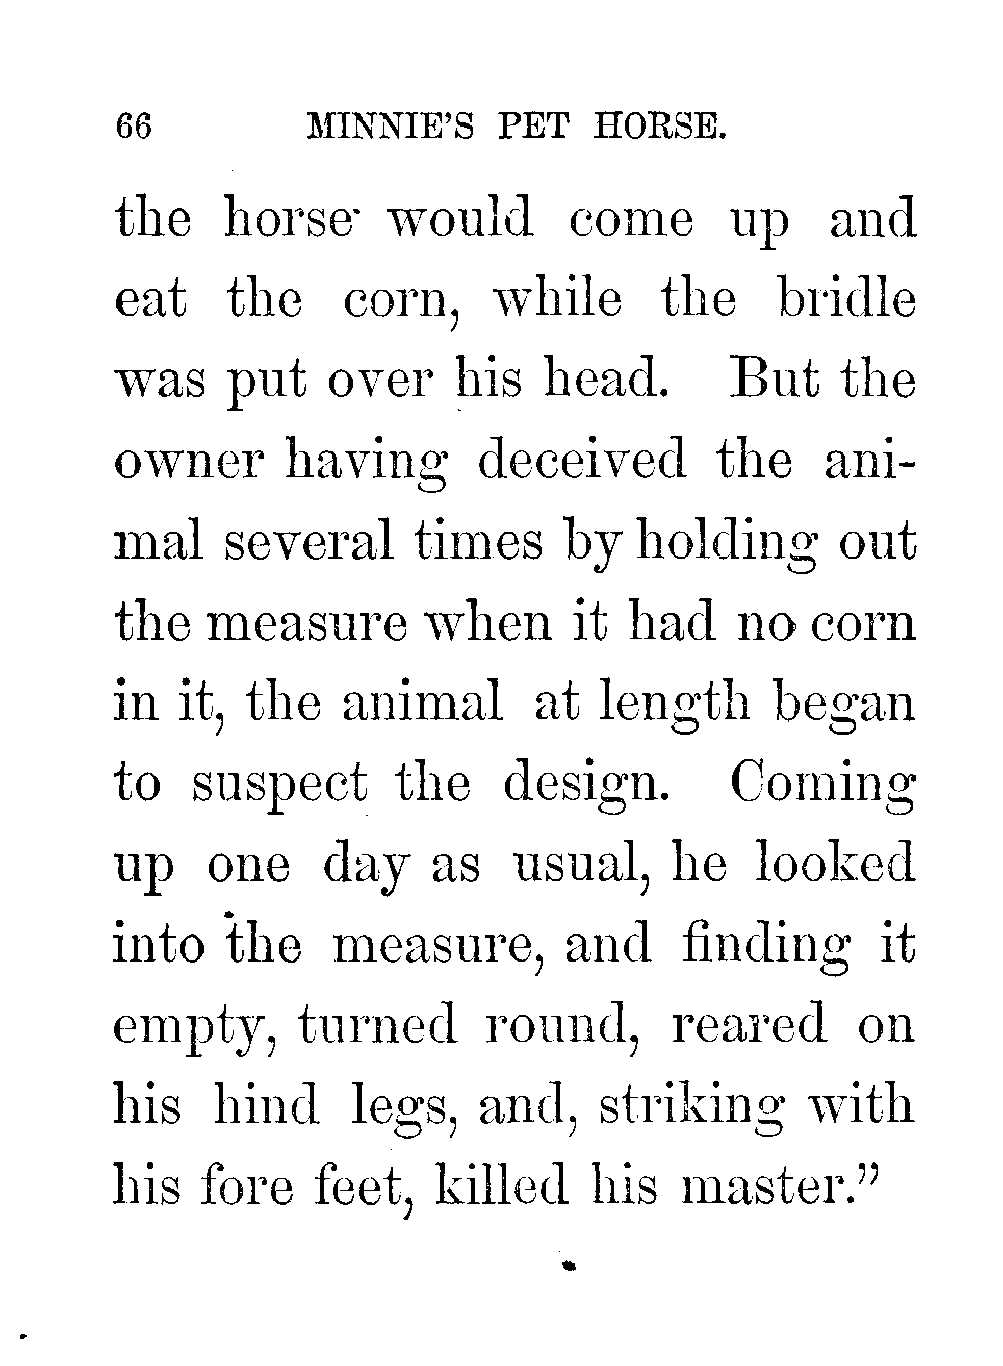 66 MINNIE'S PET HORSE.
the horse would come up and
eat the corn, while the bridle
was put over his head. But the
owner having deceived the ani-
mal several times by holding out
the measure when it had no corn
in it, the animal at length began
to suspect the design. Coming
up one day as usual, he looked
into the measure, and finding it
empty, turned round, reared on
his hind legs, and, striking with
his fore feet, killed his master."